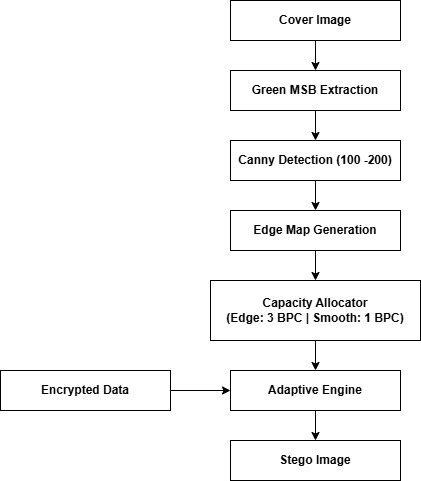 Cover Image
Green MSB Extraction
Canny Detection (100 -200)
Edge Map Generation
Capacity Allocator
(Edge: 3 BPC | Smooth: 1 BPC)
Encrypted Data
Adaptive Engine
Stego Image